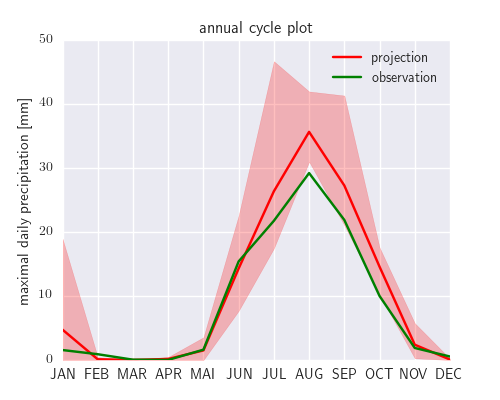 annual cycle plot
projection
observation
maximal daily precipitation [mm]
50
40
30
20
10
0
JAN FEB MAR APR MAI JUN JUL AUG SEP OCT NOV DEC